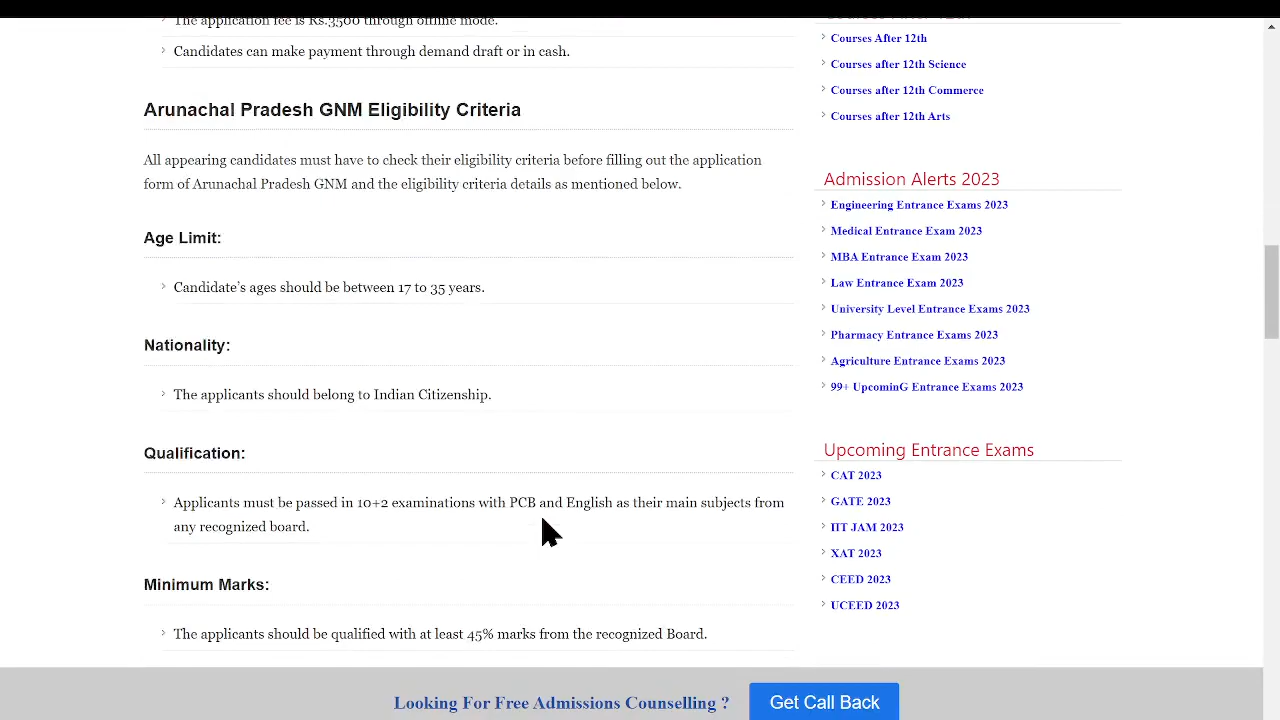 The application fee is Rs.3500 through offline mode.
Candidates can make payment through demand draft or in cash.
Arunachal Pradesh GNM Eligibility Criteria
All appearing candidates must have to check their eligibility criteria before filling out the application
form of Arunachal Pradesh GNM and the eligibility criteria details as mentioned below.
Age Limit:
Candidate’s ages should be between 17 to 35 years.
Nationality:
The applicants should belong to Indian Citizenship.
Qualification:
Applicants must be passed in 10+2 examinations with PCB and English as their main subjects from
any recognized board.
Minimum Marks:
The applicants should be qualified with at least 45% marks from the recognized Board.
Courses After 12th
Courses after 12th Science
Courses after 12th Commerce
Courses after 12th Arts
Admission Alerts 2023
Engineering Entrance Exams 2023
Medical Entrance Exam 2023
MBA Entrance Exam 2023
Law Entrance Exam 2023
University Level Entrance Exams 2023
Pharmacy Entrance Exams 2023
Agriculture Entrance Exams 2023
99+ UpcominG Entrance Exams 2023
Upcoming Entrance Exams
CAT 2023
GATE 2023
IIT JAM 2023
XAT 2023
CEED 2023
UCEED 2023
Looking For Free Admissions Counselling ?
Get Call Back